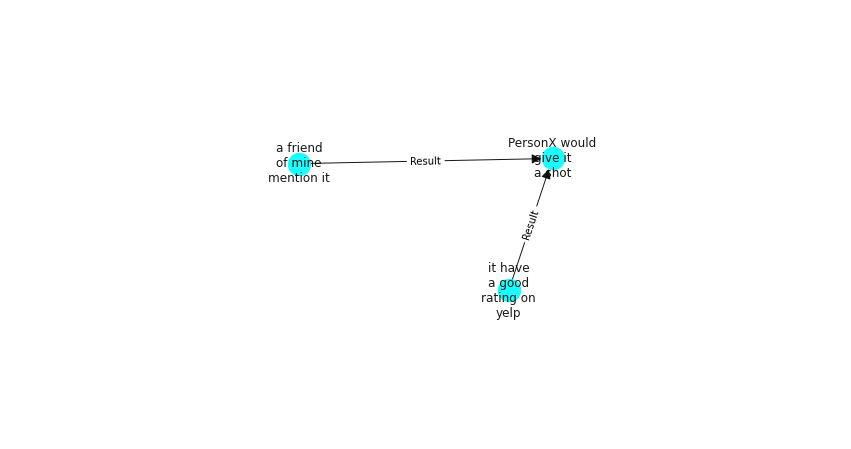 a friend
of mine
mention it
Result
PersonX would
give it
a shot
Result
it have
a good
rating on
yelp